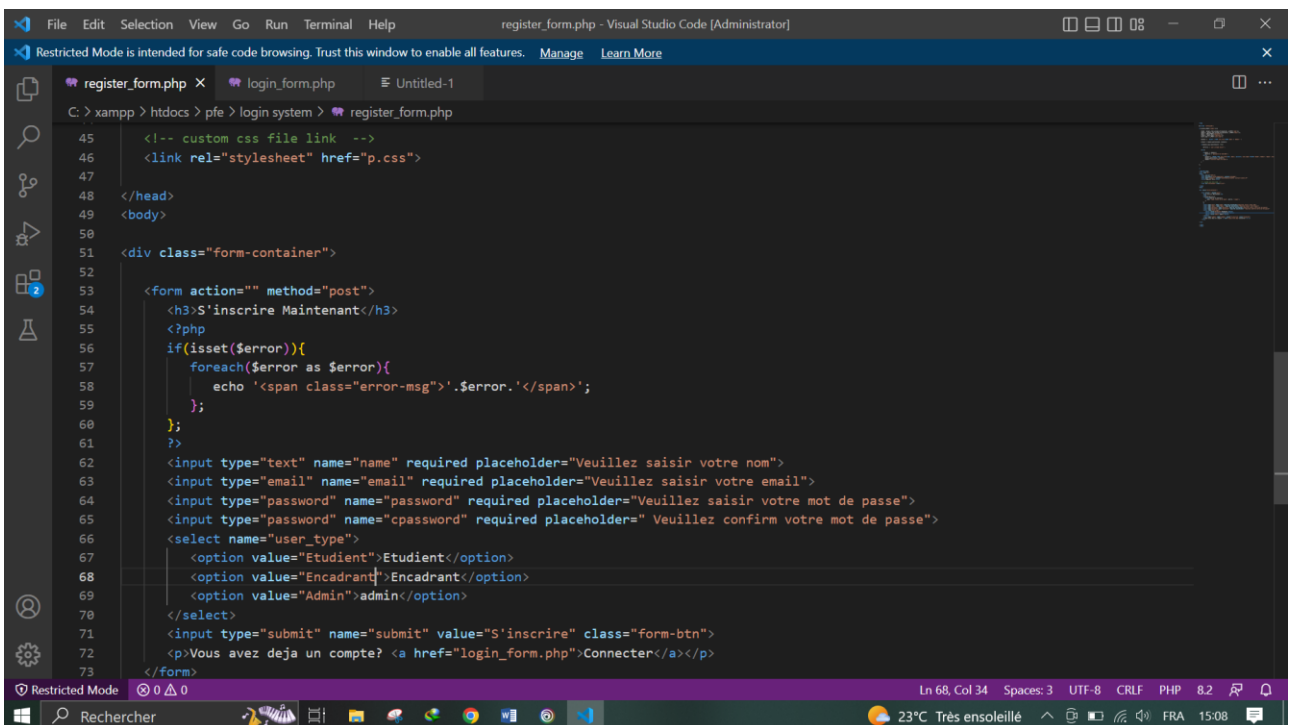 File Edit Selection View Go Run Terminal Help register_form.php - Visual Studio Code [Administrator]
Restricted Mode is intended for safe code browsing. Trust this window to enable all features. Manage Learn More
register_form.php login_form.php Untitled-1
C: > xampp > htdocs > pfe > login system > register_form.php
45 <!-- custom css file link -->
46 <link rel="stylesheet" href="p.css">
47
48 </head>
49 <body>
50
51 <div class="form-container">
52
53 <form action="" method="post">
54 <h3>S'inscrire Maintenant</h3>
55 <?php
56 if(isset($error)){
57 foreach($error as $error){
58 echo '<span class="error-msg">'.$error.'</span>';
59 };
60 };
61 ?>
62 <input type="text" name="name" required placeholder="Veuillez saisir votre nom">
63 <input type="email" name="email" required placeholder="Veuillez saisir votre email">
64 <input type="password" name="password" required placeholder="Veuillez saisir votre mot de passe">
65 <input type="password" name="cpassword" required placeholder=" Veuillez confirm votre mot de passe">
66 <select name="user_type">
67 <option value="Etudient">Etudient</option>
68 <option value="Encadrant">Encadrant</option>
69 <option value="Admin">admin</option>
70 </select>
71 <input type="submit" name="submit" value="S'inscrire" class="form-btn">
72 <p>Vous avez deja un compte? <a href="login_form.php">Connecter</a></p>
73 </form>
2
Restricted Mode 0 0 Ln 68, Col 34 Spaces: 3 UTF-8 CRLF PHP 8.2
Rechercher 23°C Très ensoleillé FRA 15:08